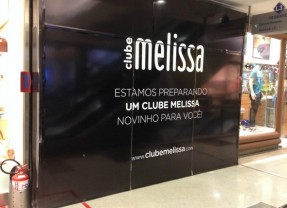 clube melissa
ESTAMOS PREPARANDO
UM CLUBE MELISSA
NOVINHO PARA VOCÊ!
www.clubemelissa.com